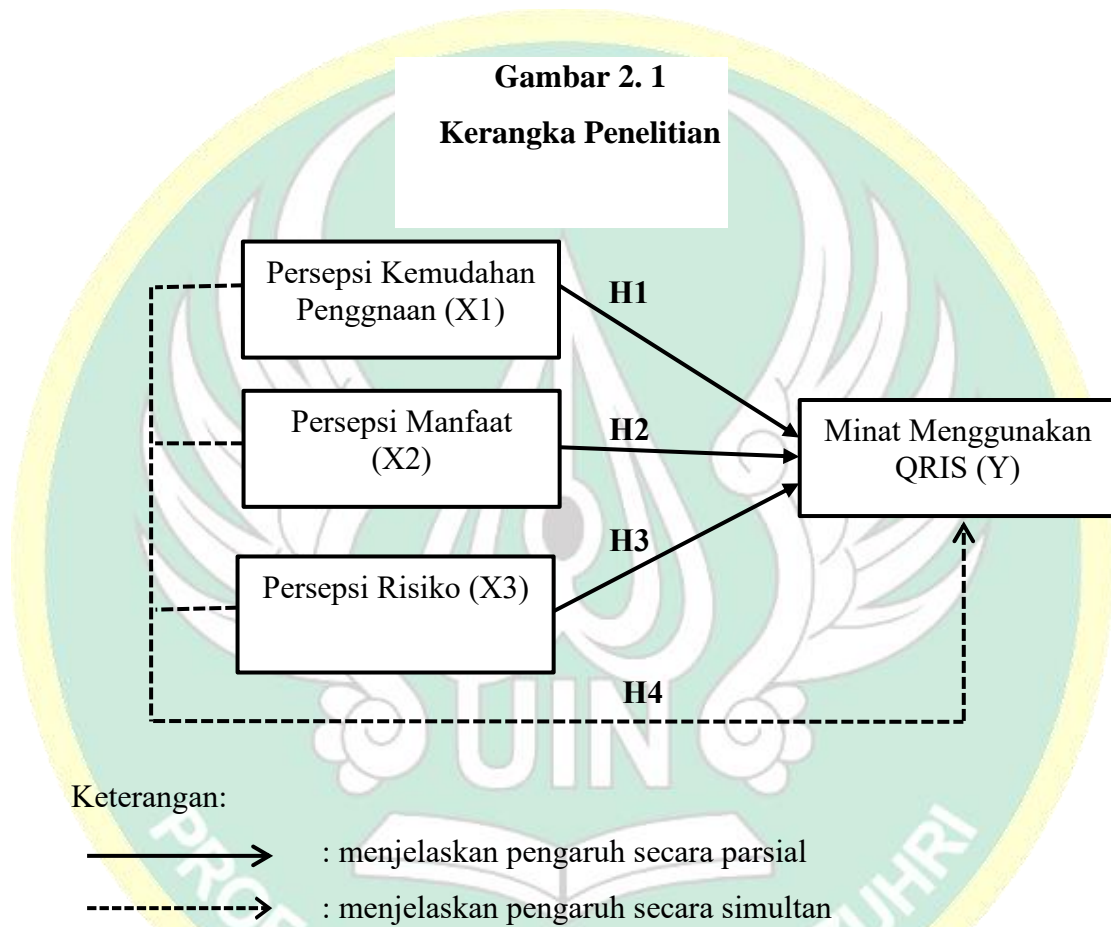 Gambar 2. 1
Kerangka Penelitian
Persepsi Kemudahan
Penggnaan (X1)
H1
Persepsi Manfaat
(X2)
H2
Minat Menggunakan
QRIS (Y)
H3
Persepsi Risiko (X3)
H4
UIN
Keterangan:
: menjelaskan pengaruh secara parsial
: menjelaskan pengaruh secara simultan